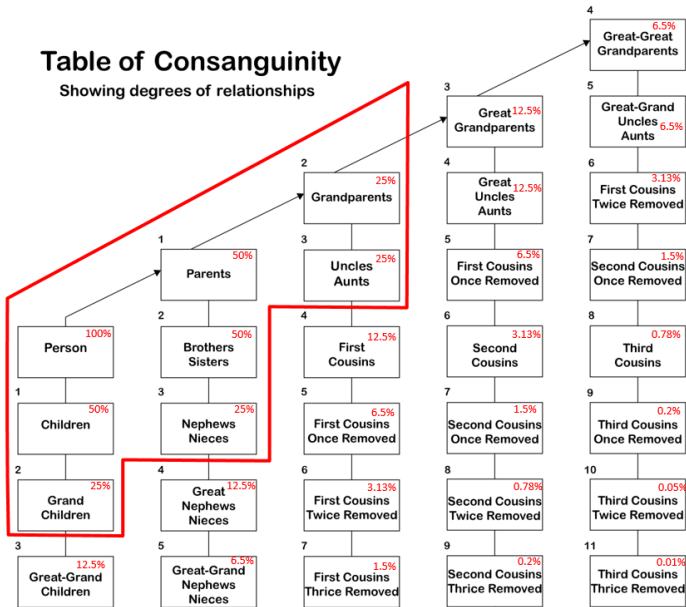 Table of Consanguinity
Showing degrees of relationships
4
6.5%
Great-Great
Grandparents
3
Great 12.5%
Grandparents
5
Great-Grand
Uncles
Aunts 6.5%
2
25%
Grandparents
4
Great
Uncles 12.5%
Aunts
6
3.13%
First Cousins
Twice Removed
1
50%
Parents
3
Uncles 25%
Aunts
5
6.5%
First Cousins
Once Removed
7
1.5%
Second Cousins
Once Removed
100%
Person
2
50%
Brothers
Sisters
4
12.5%
First
Cousins
6
3.13%
Second
Cousins
8
0.78%
Third
Cousins
1
50%
Children
3
25%
Nephews
Nieces
5
6.5%
First Cousins
Once Removed
7
1.5%
Second Cousins
Once Removed
9
0.2%
Third Cousins
Once Removed
2
25%
Grand
Children
4
Great 12.5%
Nephews
Nieces
6
3.13%
First Cousins
Twice Removed
8
0.78%
Second Cousins
Twice Removed
10
0.05%
Third Cousins
Twice Removed
3
12.5%
Great-Grand
Children
5
6.5%
Great-Grand
Nephews
Nieces
7
1.5%
First Cousins
Thrice Removed
9
0.2%
Second Cousins
Thrice Removed
11
0.01%
Third Cousins
Thrice Removed